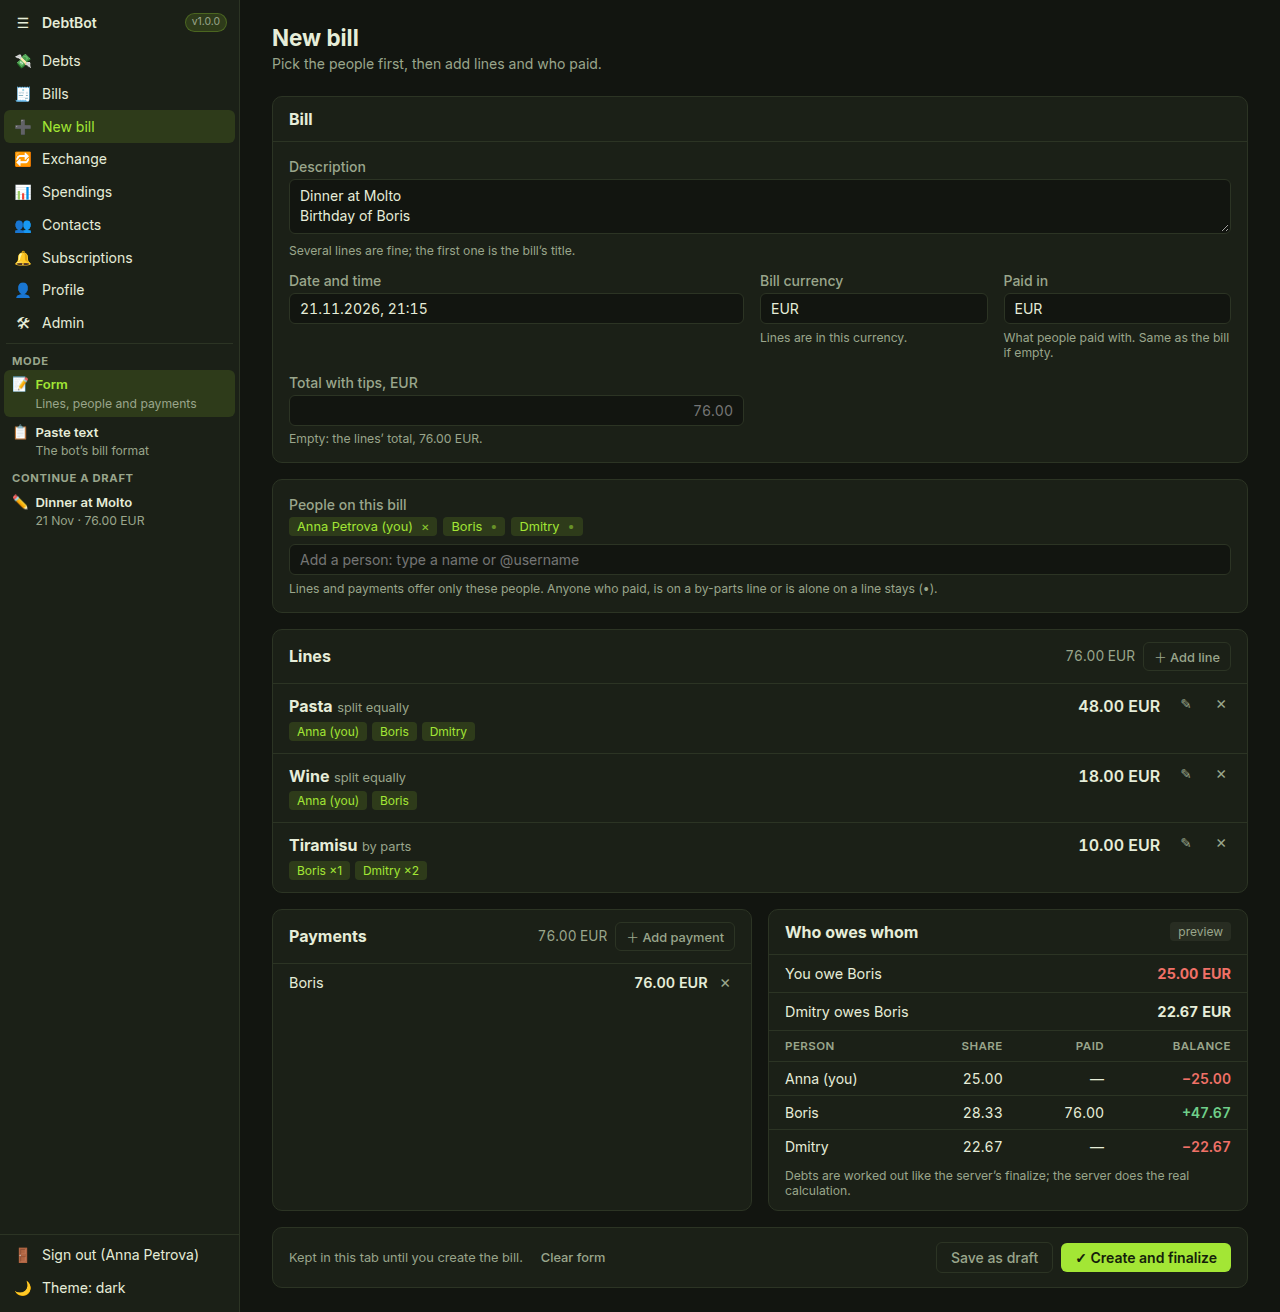 ☰ DebtBot v1.0.0
💸 Debts
🧾 Bills
➕ New bill
🔁 Exchange
📊 Spendings
👥 Contacts
🔔 Subscriptions
👤 Profile
🛠 Admin
MODE
📝 Form
Lines, people and payments
📋 Paste text
The bot's bill format
CONTINUE A DRAFT
✏️ Dinner at Molto
21 Nov · 76.00 EUR
🚪 Sign out (Anna Petrova)
🌙 Theme: dark
New bill
Pick the people first, then add lines and who paid.
Bill
Description
Dinner at Molto
Birthday of Boris
Several lines are fine; the first one is the bill's title.
Date and time Bill currency Paid in
21.11.2026, 21:15 EUR EUR
Lines are in this currency. What people paid with. Same as the bill
if empty.
Total with tips, EUR
76.00
Empty: the lines' total, 76.00 EUR.
People on this bill
Anna Petrova (you) × Boris • Dmitry •
Add a person: type a name or @username
Lines and payments offer only these people. Anyone who paid, is on a by-parts line or is alone on a line stays (•).
Lines 76.00 EUR ＋ Add line
Pasta split equally 48.00 EUR ✎ ✕
Anna (you) Boris Dmitry
Wine split equally 18.00 EUR ✎ ✕
Anna (you) Boris
Tiramisu by parts 10.00 EUR ✎ ✕
Boris ×1 Dmitry ×2
Payments 76.00 EUR ＋ Add payment
Boris 76.00 EUR ✕
Who owes whom preview
You owe Boris 25.00 EUR
Dmitry owes Boris 22.67 EUR
PERSON SHARE PAID BALANCE
Anna (you) 25.00 — −25.00
Boris 28.33 76.00 +47.67
Dmitry 22.67 — −22.67
Debts are worked out like the server's finalize; the server does the real
calculation.
Kept in this tab until you create the bill. Clear form Save as draft ✓ Create and finalize